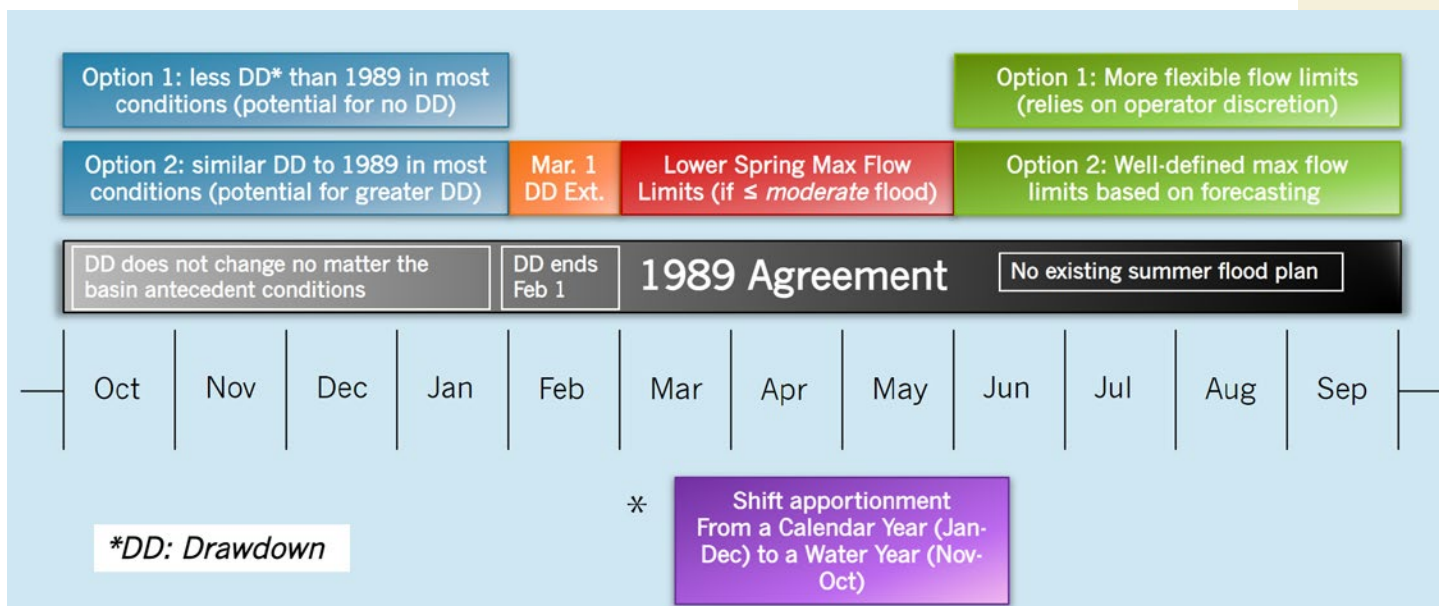 Option 1: less DD* than 1989 in most
conditions (potential for no DD)
Option 1: More flexible flow limits
(relies on operator discretion)
Option 2: similar DD to 1989 in most
conditions (potential for greater DD)
Mar. 1
DD Ext.
Lower Spring Max Flow
Limits (if ≤ moderate flood)
Option 2: Well-defined max flow
limits based on forecasting
DD does not change no matter the
basin antecedent conditions
DD ends
Feb 1
1989 Agreement
No existing summer flood plan
Oct
Nov
Dec
Jan
Feb
Mar
Apr
May
Jun
Jul
Aug
Sep
*
Shift apportionment
From a Calendar Year (Jan-
Dec) to a Water Year (Nov-
Oct)
*DD: Drawdown